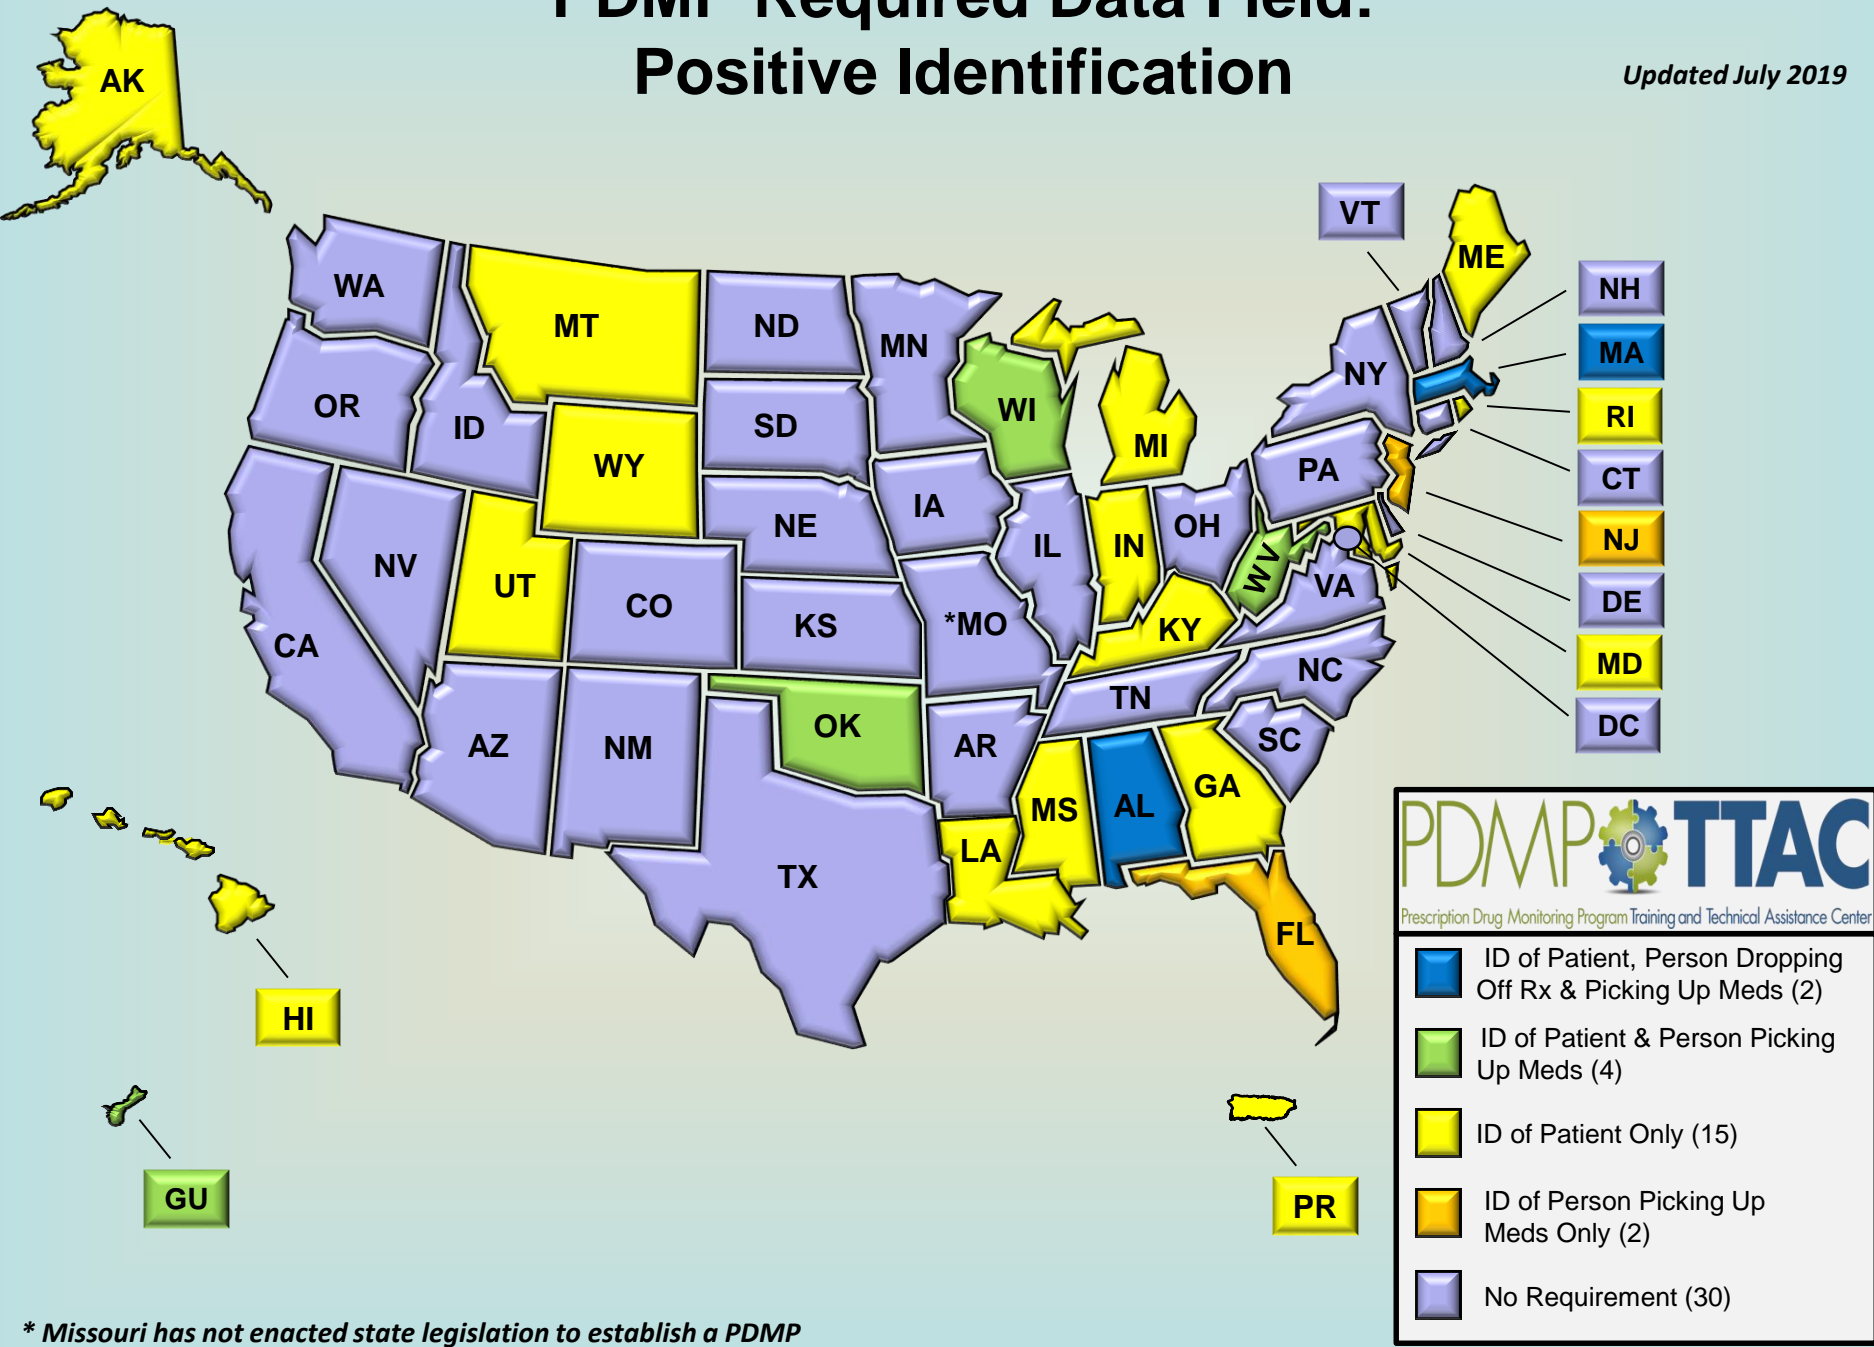 PDMP Required Data Field:
Positive Identification
Updated July 2019
AK
VT
ME
WA
NH
MT
ND
MN
MA
NY
WI
OR
ID
SD
RI
MI
WY
PA
CT
IA
NE
OH
NJ
IL
IN
NV
UT
WV
VA
DE
CO
KS
*MO
KY
CA
MD
NC
TN
DC
OK
SC
AZ
NM
AR
GA
MS
AL
LA
TX
FL
HI
GU
PR
PDMP TTAC
Prescription Drug Monitoring Program Training and Technical Assistance Center
ID of Patient, Person Dropping
Off Rx & Picking Up Meds (2)
ID of Patient & Person Picking
Up Meds (4)
ID of Patient Only (15)
ID of Person Picking Up
Meds Only (2)
No Requirement (30)
* Missouri has not enacted state legislation to establish a PDMP